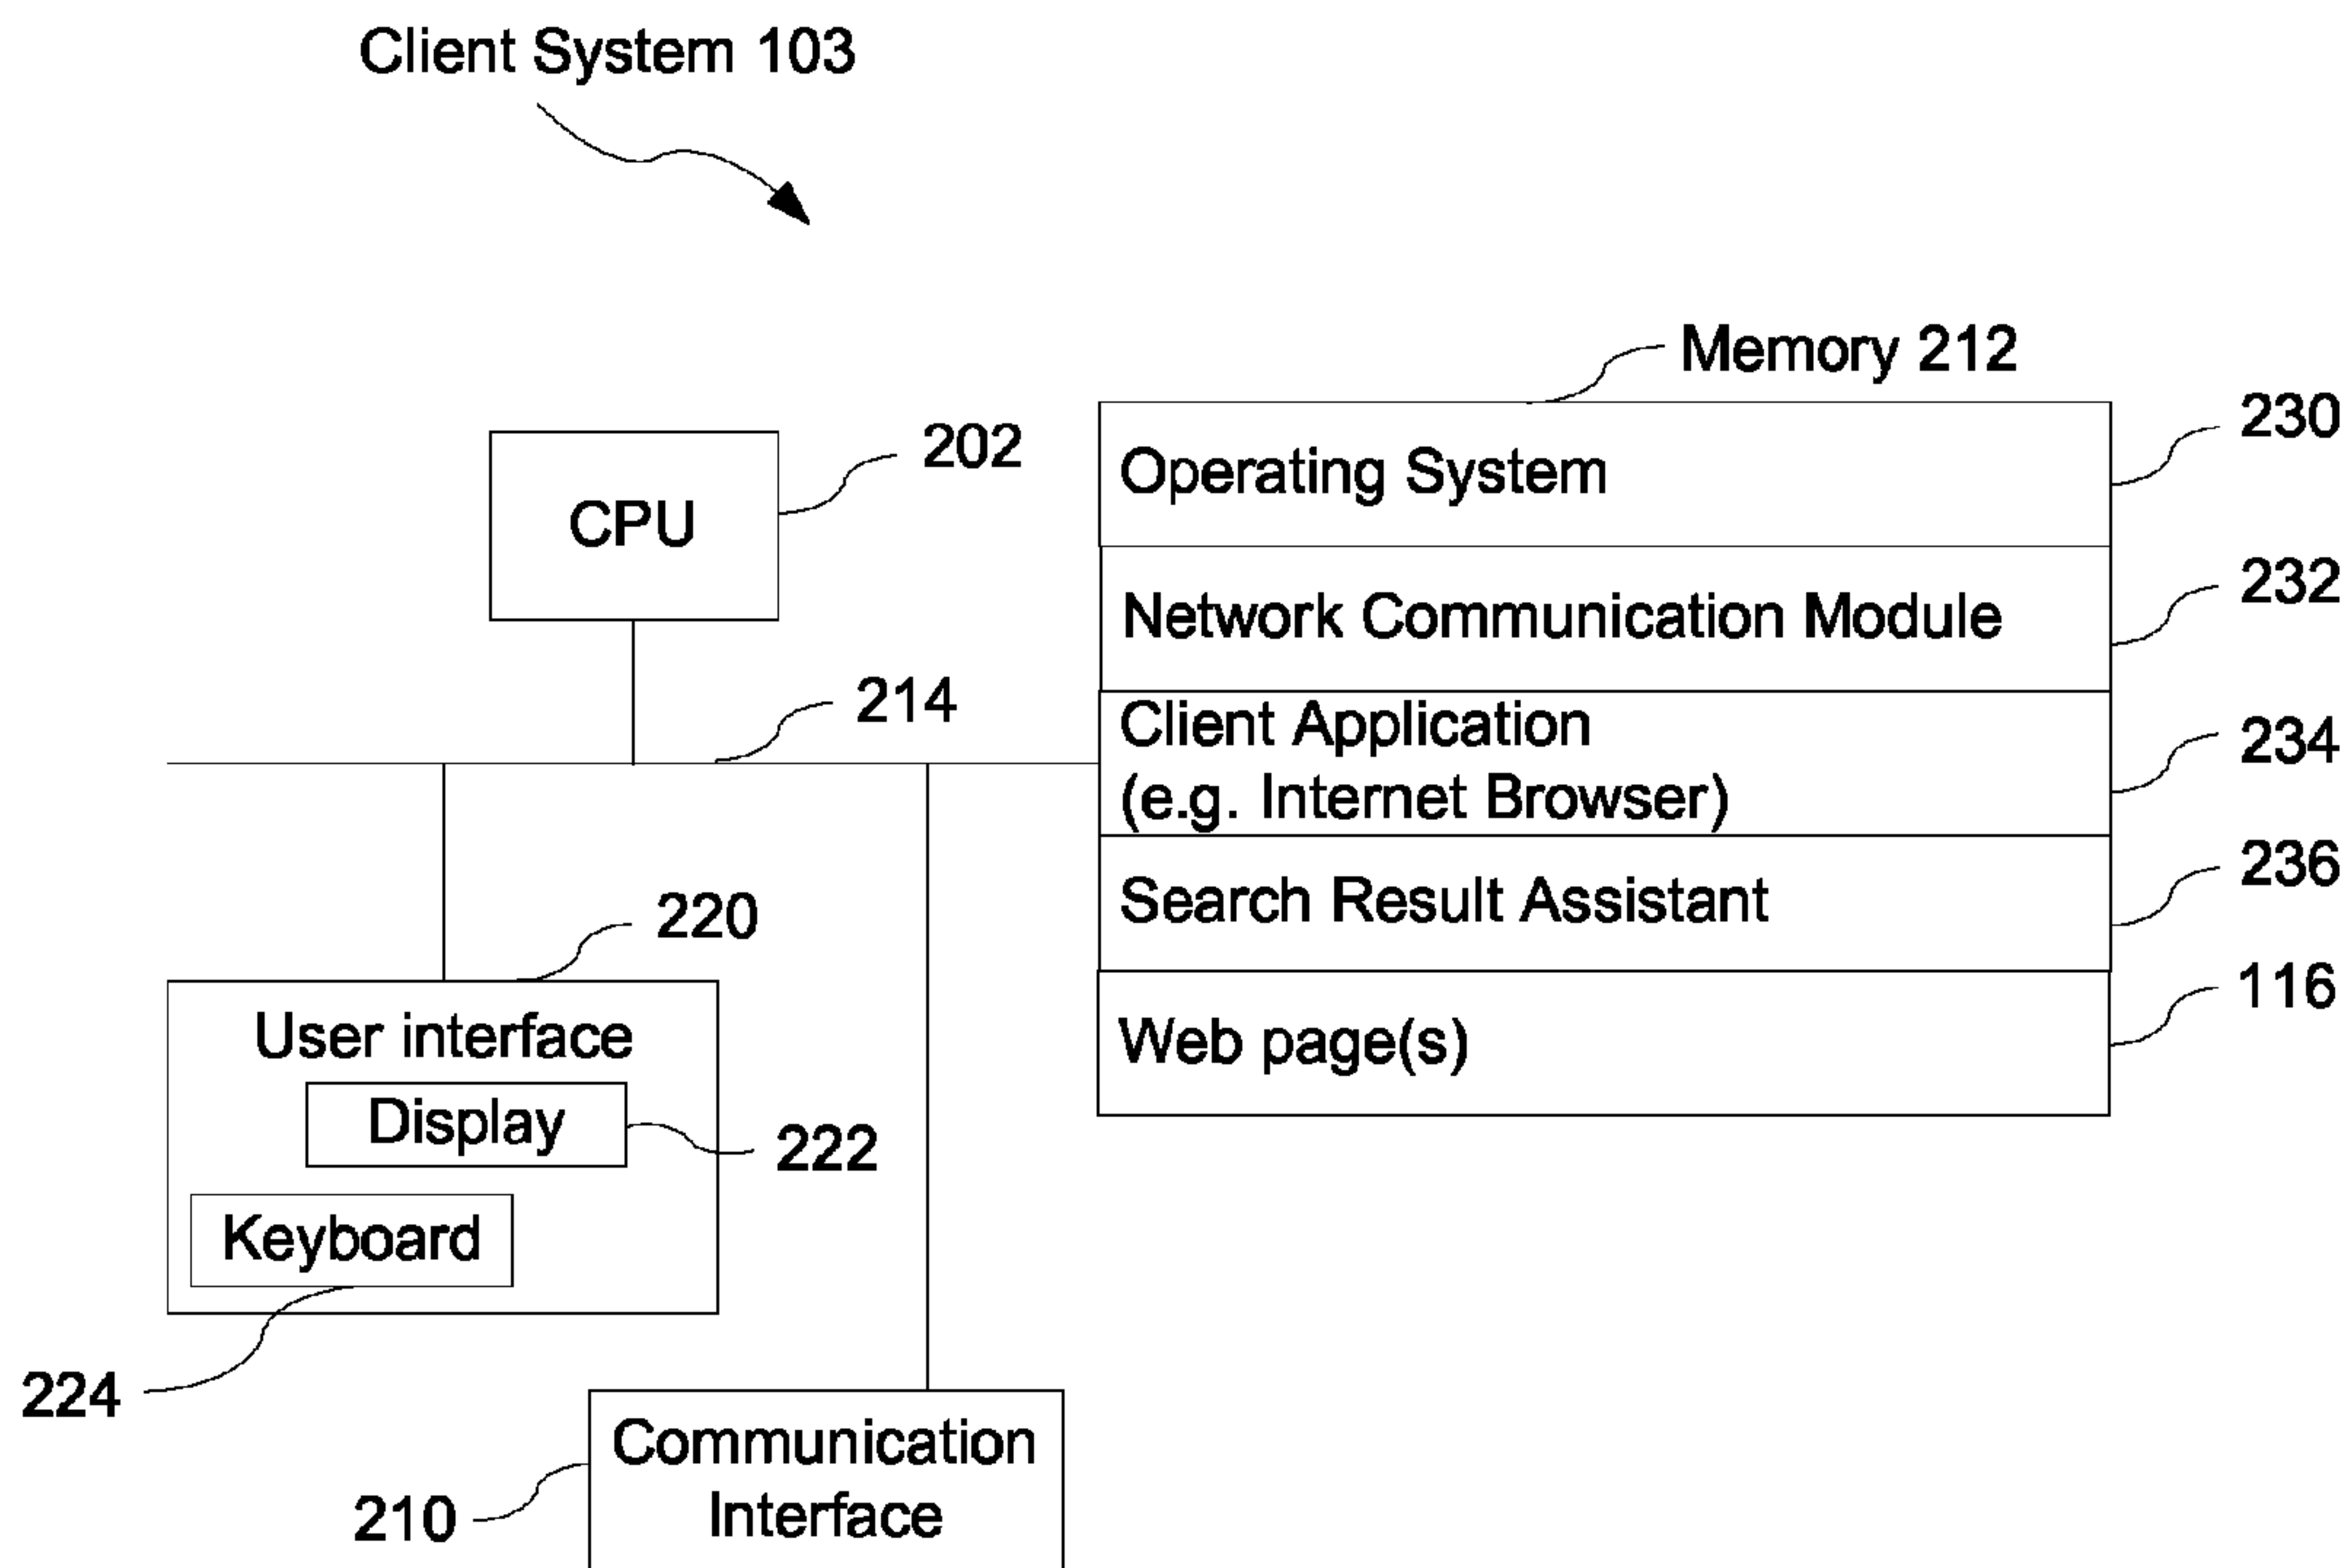 Client System 103
Memory 212
230
202
Operating System
CPU
232
Network Communication Module
214
Client Application
234
(e.g. Internet Browser)
236
Search Result Assistant
220
116
User interface
Web page(s)
Display
222
Keyboard
224
Communication
Interface
210